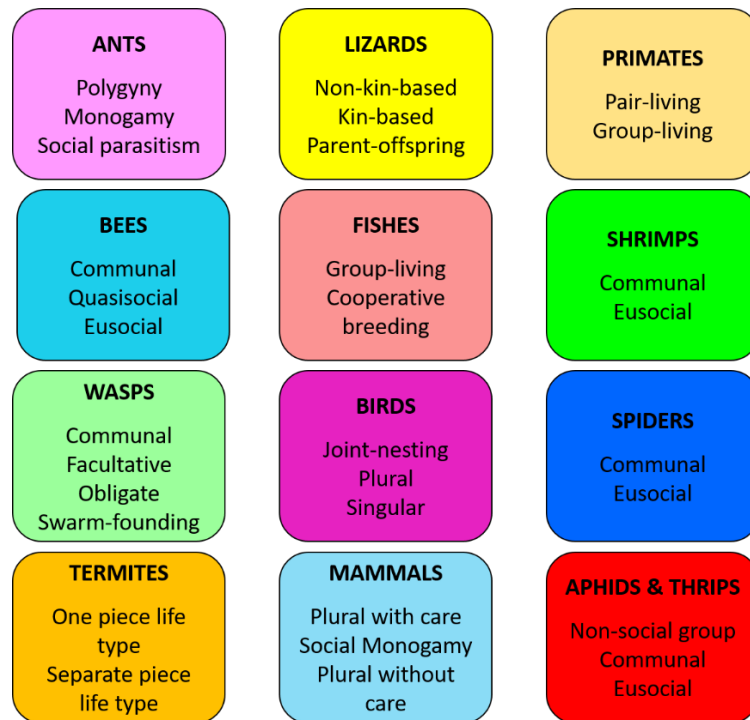 ANTS
Polygyny
Monogamy
Social parasitism
LIZARDS
Non-kin-based
Kin-based
Parent-offspring
PRIMATES
Pair-living
Group-living
BEES
Communal
Quasisocial
Eusocial
FISHES
Group-living
Cooperative
breeding
SHRIMPS
Communal
Eusocial
WASPS
Communal
Facultative
Obligate
Swarm-founding
BIRDS
Joint-nesting
Plural
Singular
SPIDERS
Communal
Eusocial
TERMITES
One piece life
type
Separate piece
life type
MAMMALS
Plural with care
Social Monogamy
Plural without
care
APHIDS & THRIPS
Non-social group
Communal
Eusocial